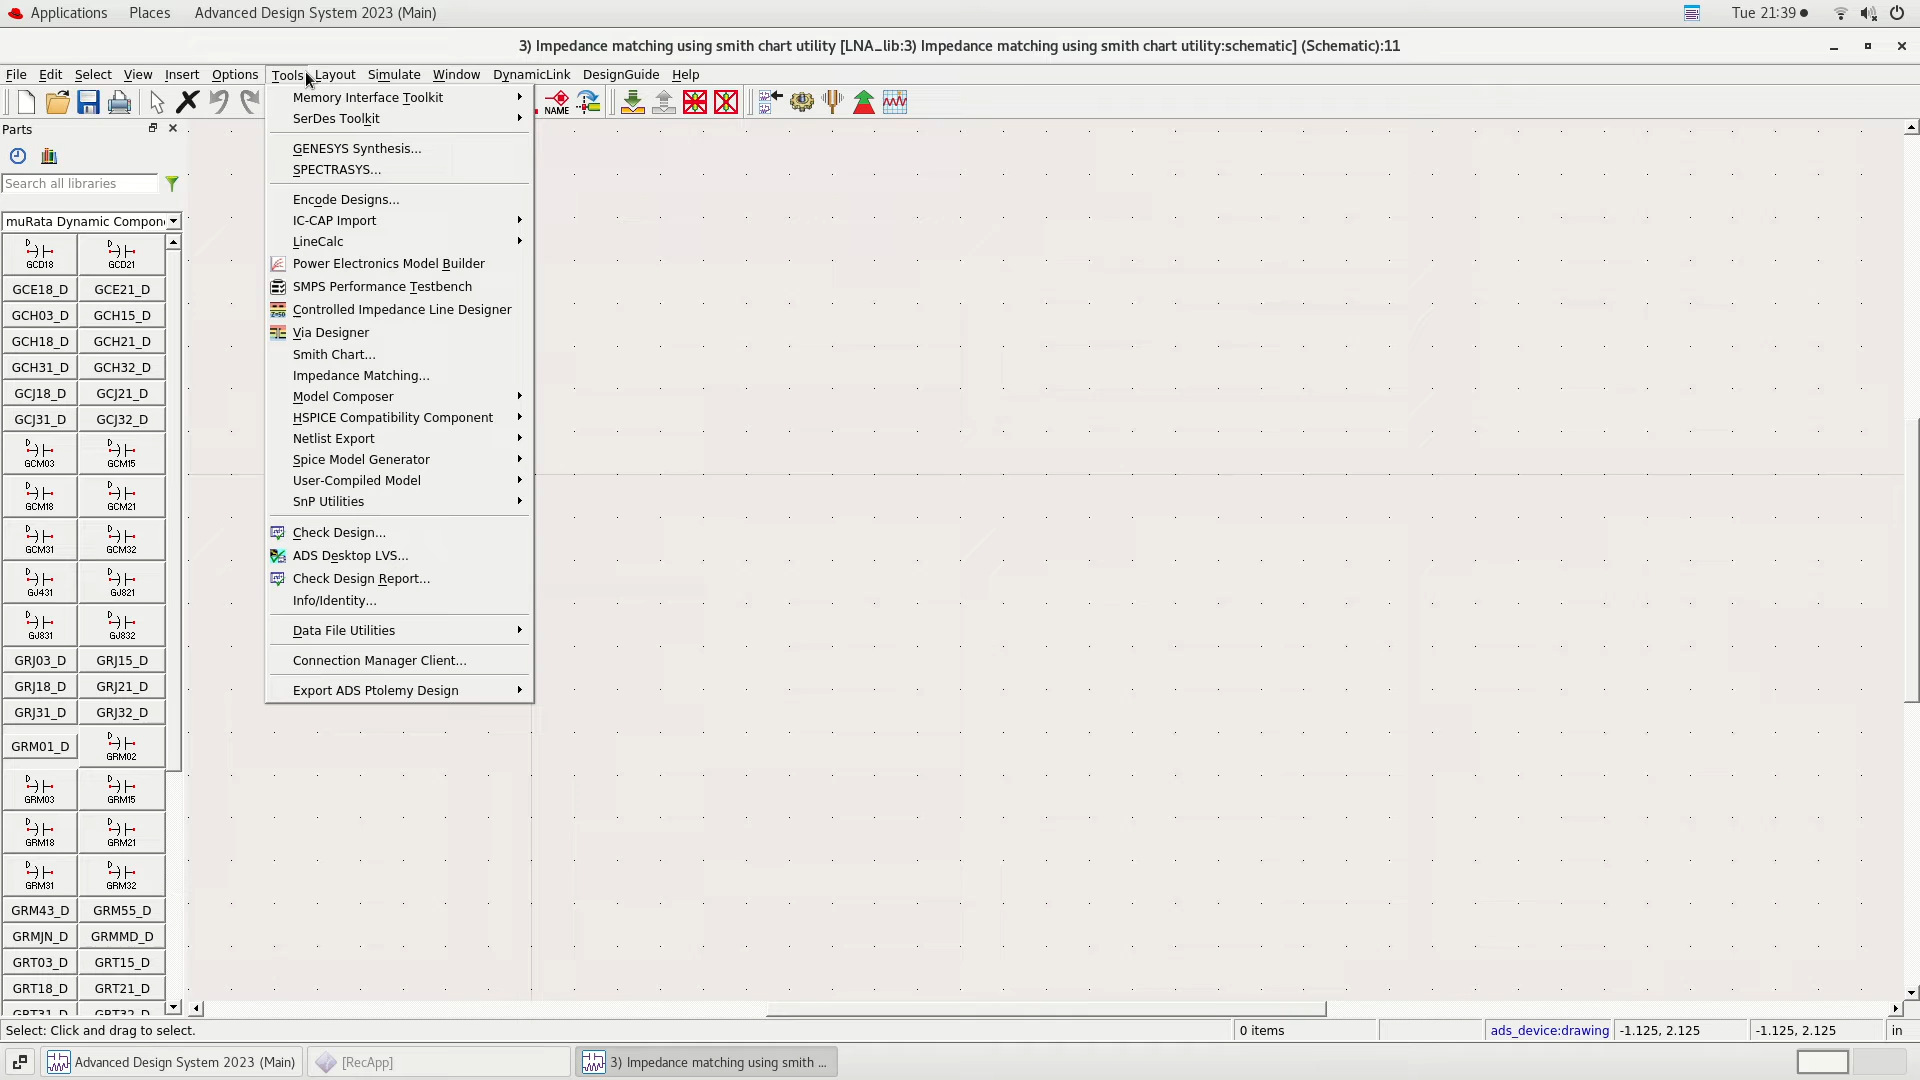 Applications Places Advanced Design System 2023 (Main) Tue 21:39
3) Impedance matching using smith chart utility [LNA_lib:3) Impedance matching using smith chart utility:schematic] (Schematic):11
File Edit Select View Insert Options Tools Layout Simulate Window DynamicLink DesignGuide Help
NAME
Parts
Search all libraries
muRata Dynamic Compon
GCD18 GCD21
GCE18_D GCE21_D
GCH03_D GCH15_D
GCH18_D GCH21_D
GCH31_D GCH32_D
GCJ18_D GCJ21_D
GCJ31_D GCJ32_D
D D
GCM03 GCM15
D D
GCM18 GCM21
D D
GCM31 GCM32
D D
GJ431 GJ821
D D
GJ831 GJ832
GRJ03_D GRJ15_D
GRJ18_D GRJ21_D
GRJ31_D GRJ32_D
GRM01_D GRM02
D D
GRM03 GRM15
D D
GRM18 GRM21
D D
GRM31 GRM32
GRM43_D GRM55_D
GRMJN_D GRMMD_D
GRT03_D GRT15_D
GRT18_D GRT21_D
GRT31_D GRT32_D
Memory Interface Toolkit
SerDes Toolkit
GENESYS Synthesis...
SPECTRASYS...
Encode Designs...
IC-CAP Import
LineCalc
Power Electronics Model Builder
SMPS Performance Testbench
Controlled Impedance Line Designer
Via Designer
Smith Chart...
Impedance Matching...
Model Composer
HSPICE Compatibility Component
Netlist Export
Spice Model Generator
User-Compiled Model
SnP Utilities
Check Design...
ADS Desktop LVS...
Check Design Report...
Info/Identity...
Data File Utilities
Connection Manager Client...
Export ADS Ptolemy Design
Select: Click and drag to select. 0 items ads_device:drawing -1.125, 2.125 -1.125, 2.125 in
Advanced Design System 2023 (Main) [RecApp] 3) Impedance matching using smith ...